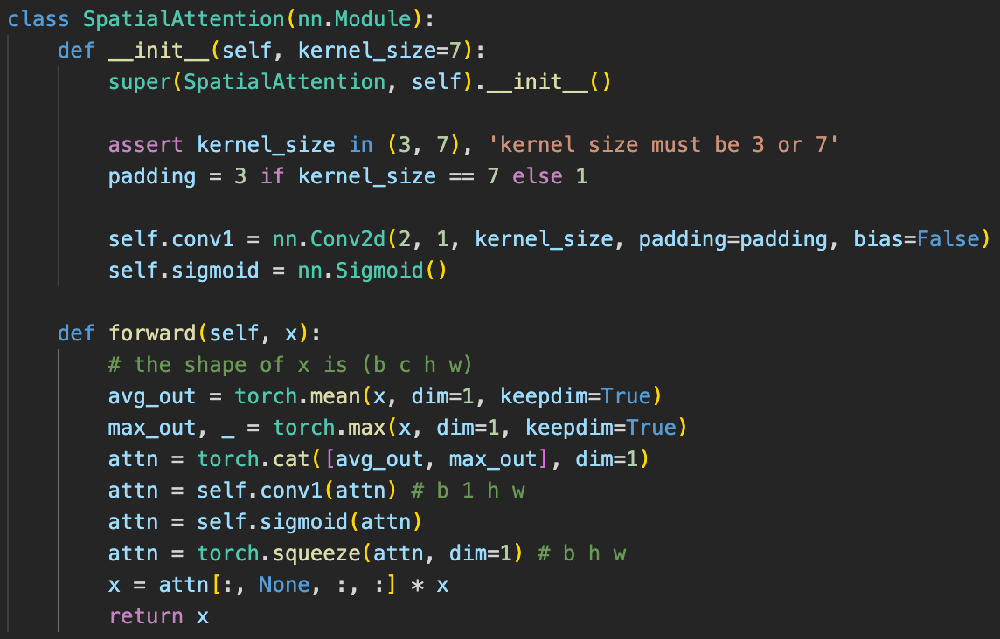 class SpatialAttention(nn.Module):
    def __init__(self, kernel_size=7):
        super(SpatialAttention, self).__init__()

        assert kernel_size in (3, 7), 'kernel size must be 3 or 7'
        padding = 3 if kernel_size == 7 else 1

        self.conv1 = nn.Conv2d(2, 1, kernel_size, padding=padding, bias=False)
        self.sigmoid = nn.Sigmoid()

    def forward(self, x):
        # the shape of x is (b c h w)
        avg_out = torch.mean(x, dim=1, keepdim=True)
        max_out, _ = torch.max(x, dim=1, keepdim=True)
        attn = torch.cat([avg_out, max_out], dim=1)
        attn = self.conv1(attn) # b 1 h w
        attn = self.sigmoid(attn)
        attn = torch.squeeze(attn, dim=1) # b h w
        x = attn[:, None, :, :] * x
        return x